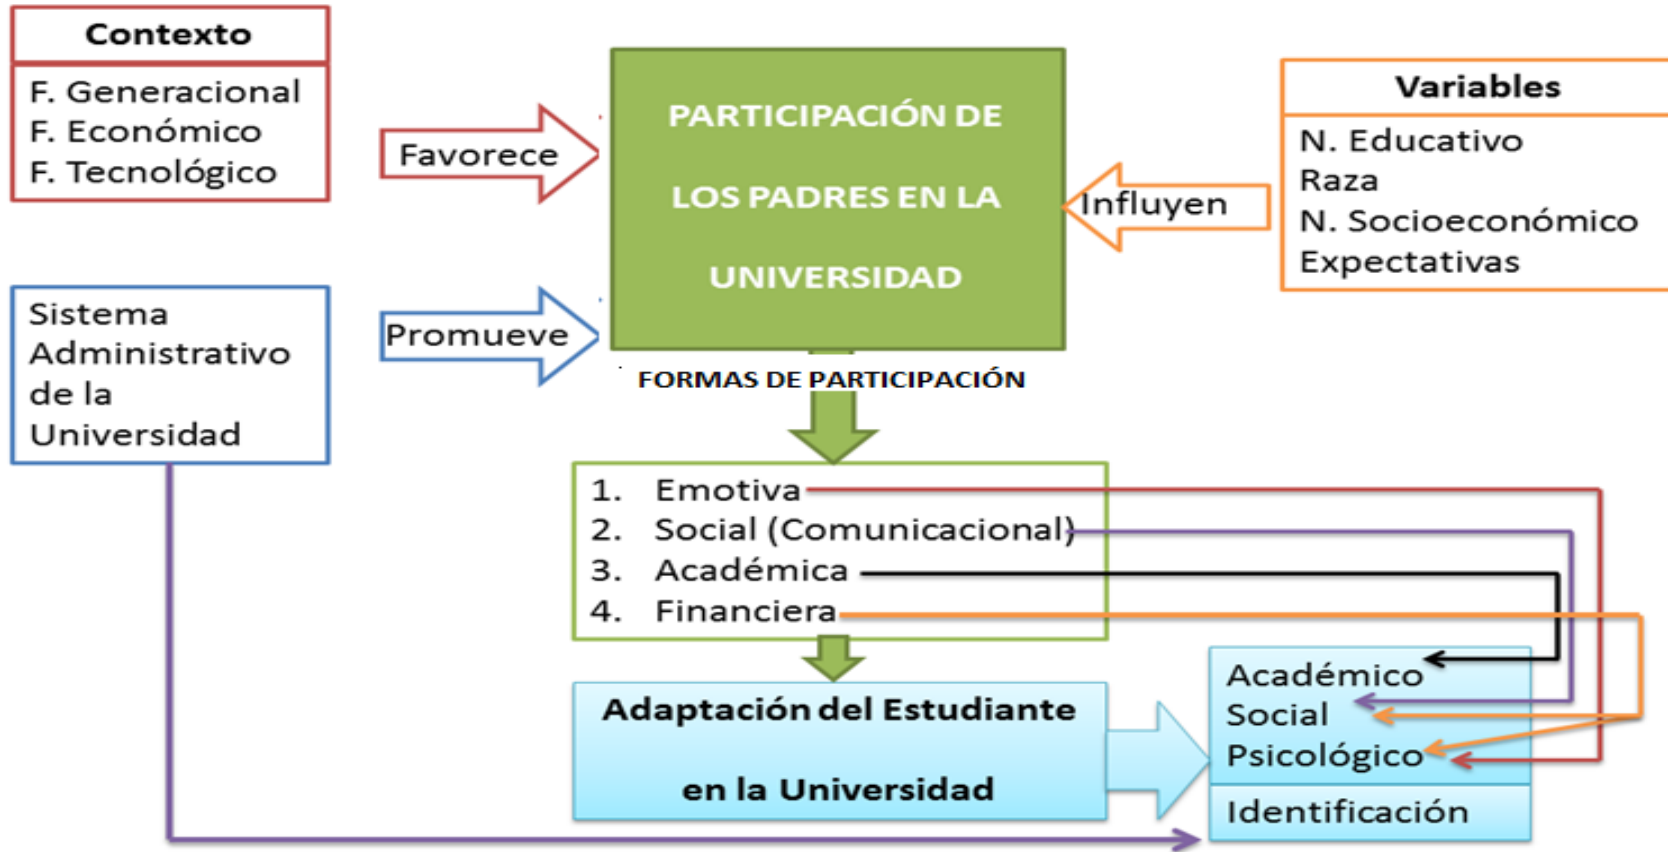 Contexto
F. Generacional
F. Económico
F. Tecnológico
Favorece
PARTICIPACIÓN DE
LOS PADRES EN LA
UNIVERSIDAD
Influyen
Variables
N. Educativo
Raza
N. Socioeconómico
Expectativas
Sistema
Administrativo
de la
Universidad
Promueve
FORMAS DE PARTICIPACIÓN
1. Emotiva
2. Social (Comunicacional)
3. Académica
4. Financiera
Adaptación del Estudiante
en la Universidad
Académico
Social
Psicológico
Identificación